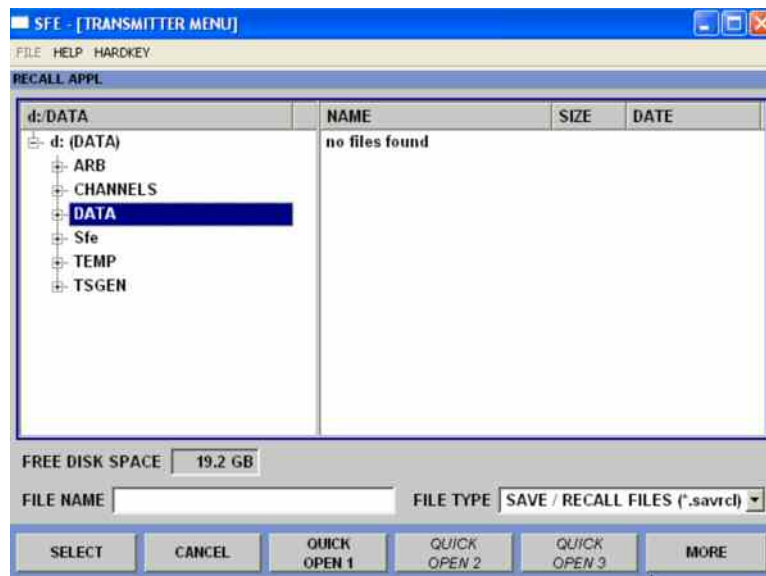 SFE - [TRANSMITTER MENU]
FILE HELP HARDKEY
RECALL APPL
d:/DATA NAME SIZE DATE
d: (DATA) no files found
ARB
CHANNELS
DATA
Sfe
TEMP
TSGEN
FREE DISK SPACE 19.2 GB
FILE NAME FILE TYPE SAVE / RECALL FILES (*.savrcl)
SELECT CANCEL QUICK OPEN 1 QUICK OPEN 2 QUICK OPEN 3 MORE